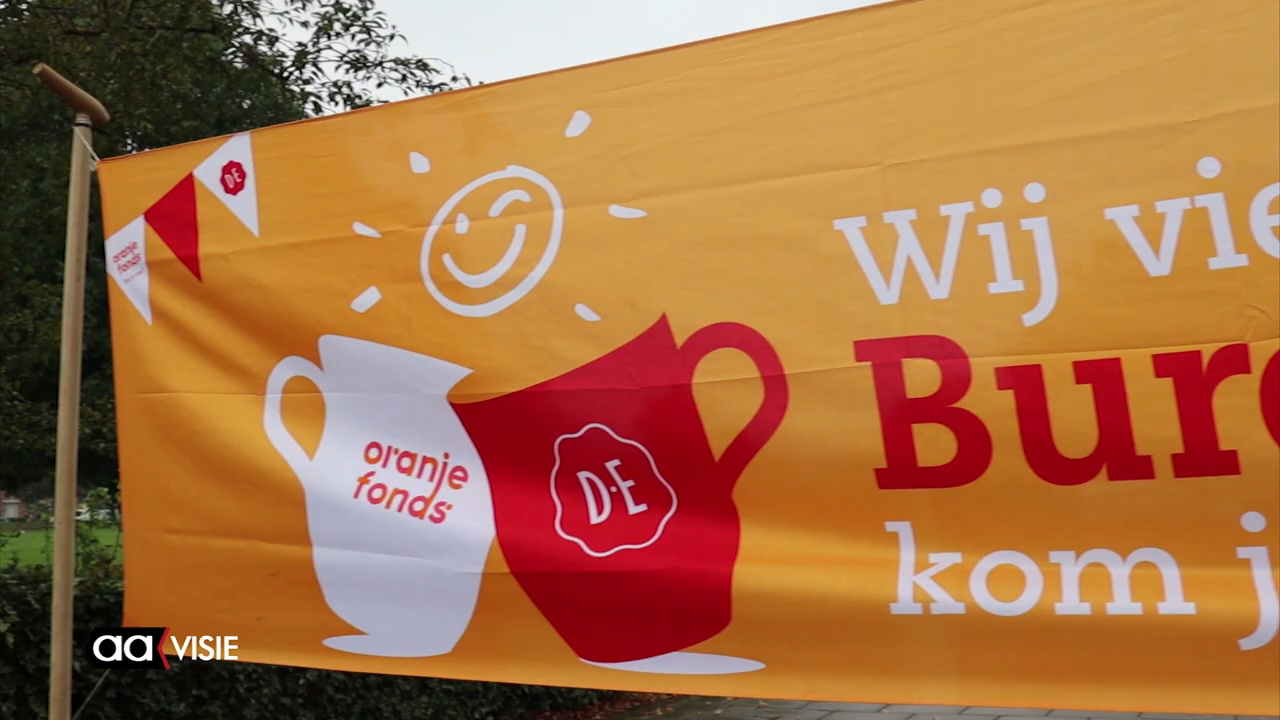 D·E
oranje
fonds
Wij vie
Bur
kom j
oranje
fonds
D·E
aa VISIE